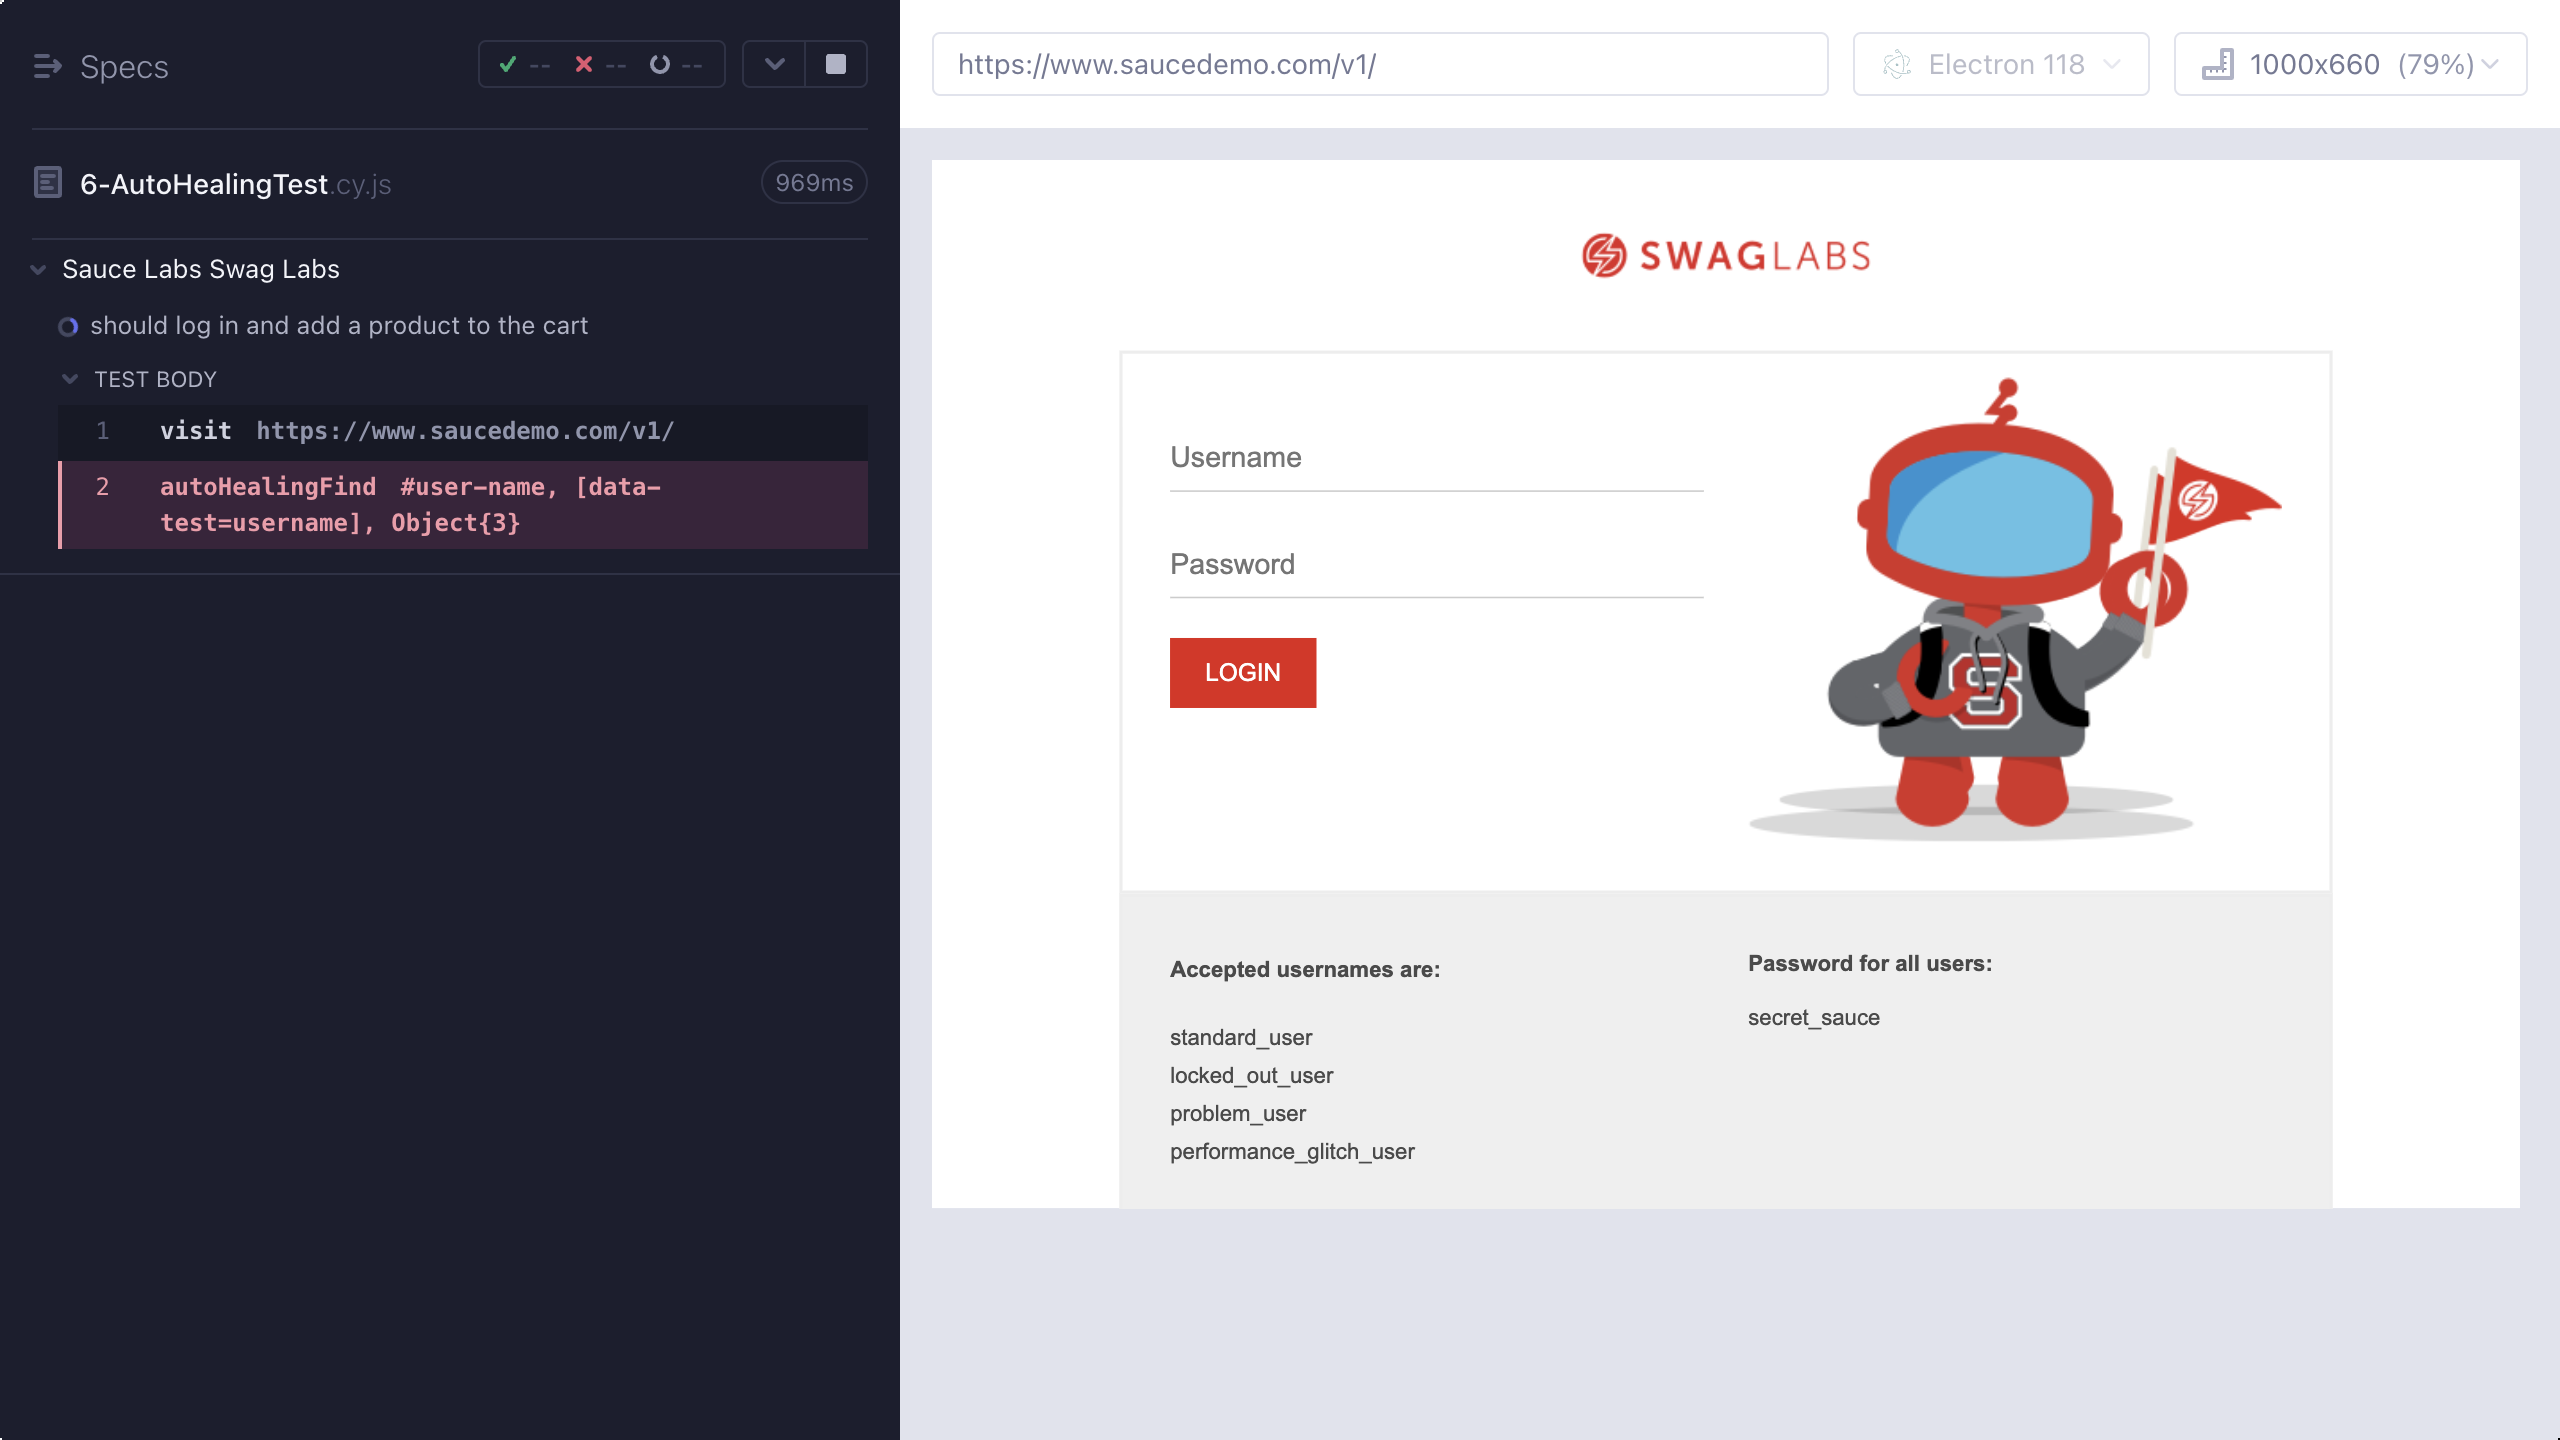 Specs
-- -- --
6-AutoHealingTest.cy.js 969ms
Sauce Labs Swag Labs
should log in and add a product to the cart
TEST BODY
1 visit https://www.saucedemo.com/v1/
2 autoHealingFind #user-name, [data-
test=username], Object{3}
https://www.saucedemo.com/v1/
Electron 118
1000x660 (79%)
SWAGLABS
Username
Password
LOGIN
S
Accepted usernames are:
standard_user
locked_out_user
problem_user
performance_glitch_user
Password for all users:
secret_sauce